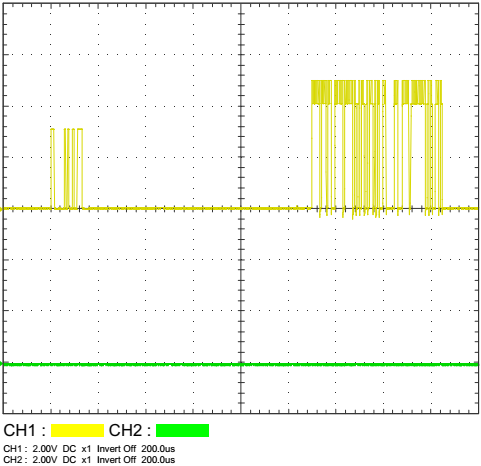 CH1 : CH2 :
CH1 : 2.00V DC x1 Invert Off 200.0us
CH2 : 2.00V DC x1 Invert Off 200.0us